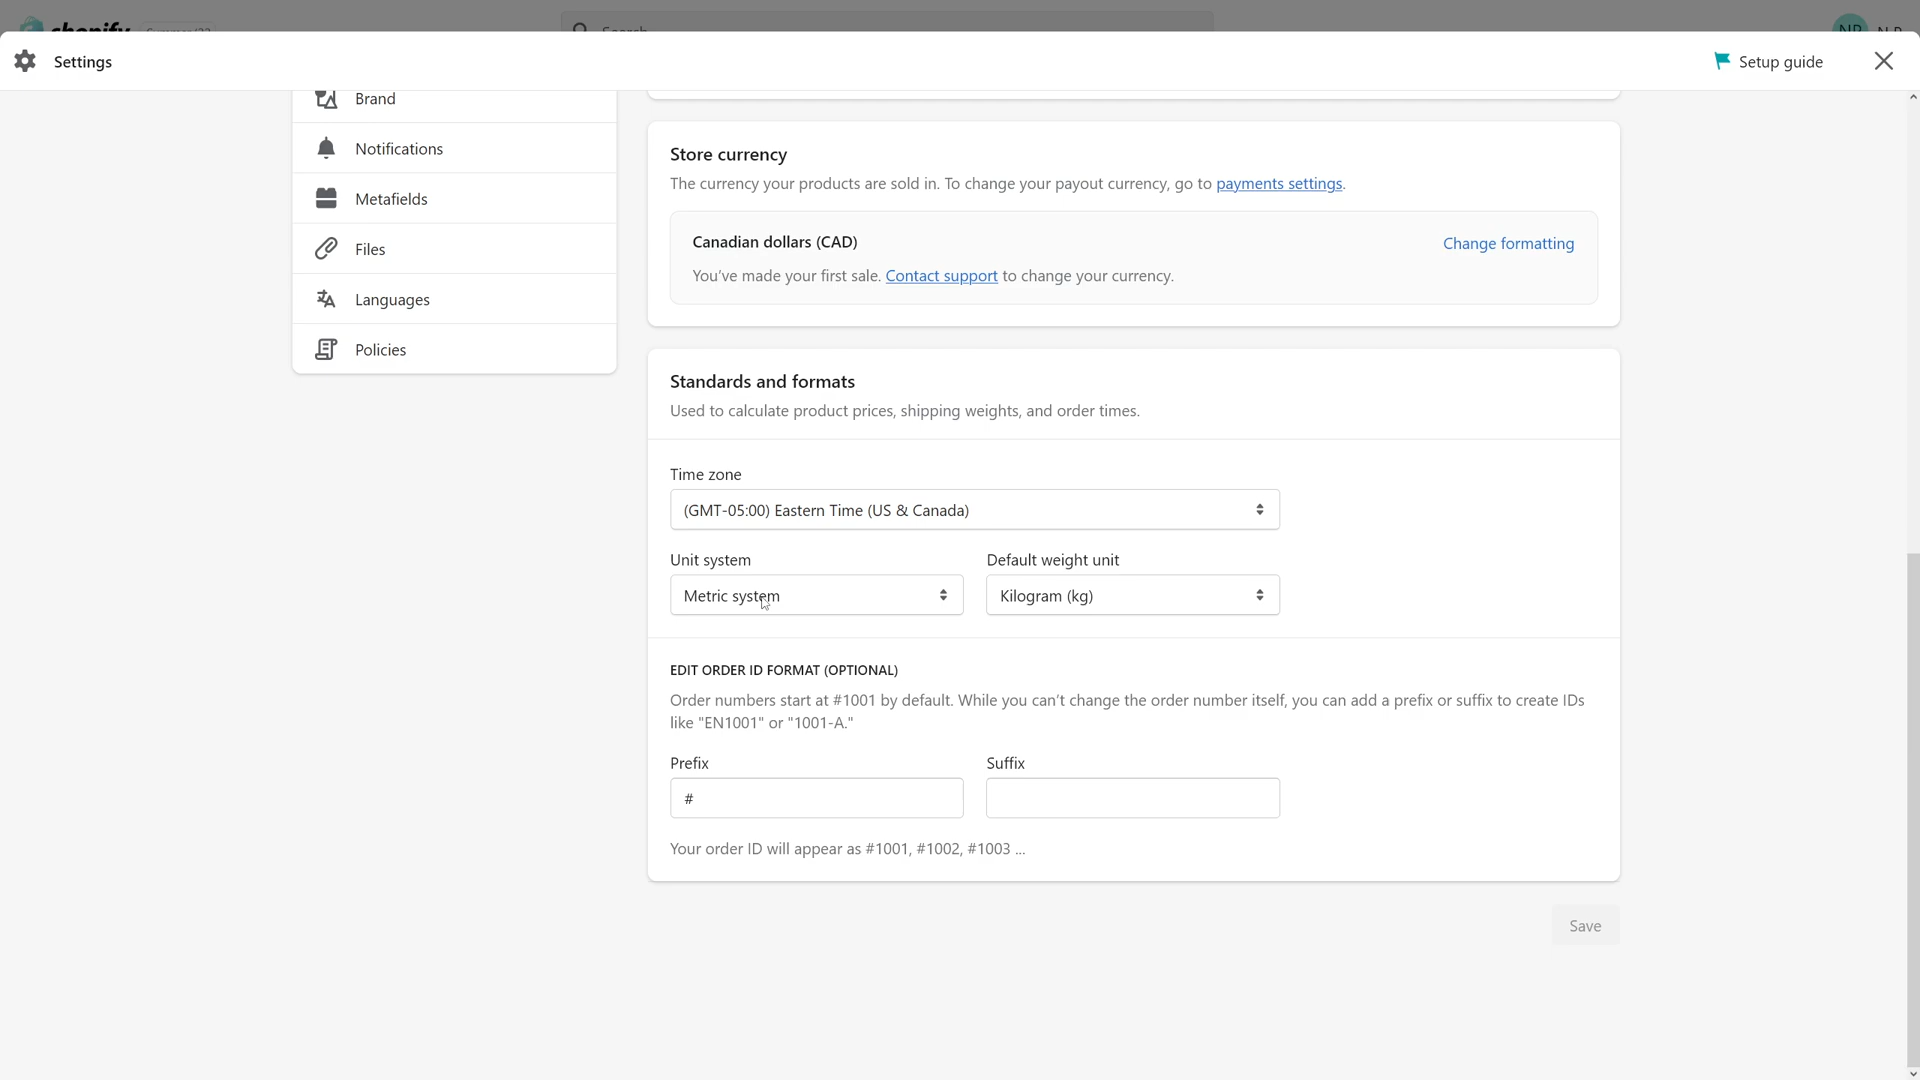 Settings
Setup guide
Brand
Notifications
Metafields
Files
Languages
Policies
Store currency
The currency your products are sold in. To change your payout currency, go to payments settings.
Canadian dollars (CAD)
Change formatting
You've made your first sale. Contact support to change your currency.
Standards and formats
Used to calculate product prices, shipping weights, and order times.
Time zone
(GMT-05:00) Eastern Time (US & Canada)
Unit system
Default weight unit
Metric system
Kilogram (kg)
EDIT ORDER ID FORMAT (OPTIONAL)
Order numbers start at #1001 by default. While you can't change the order number itself, you can add a prefix or suffix to create IDs
like "EN1001" or "1001-A."
Prefix
Suffix
#
Your order ID will appear as #1001, #1002, #1003 ...
Save